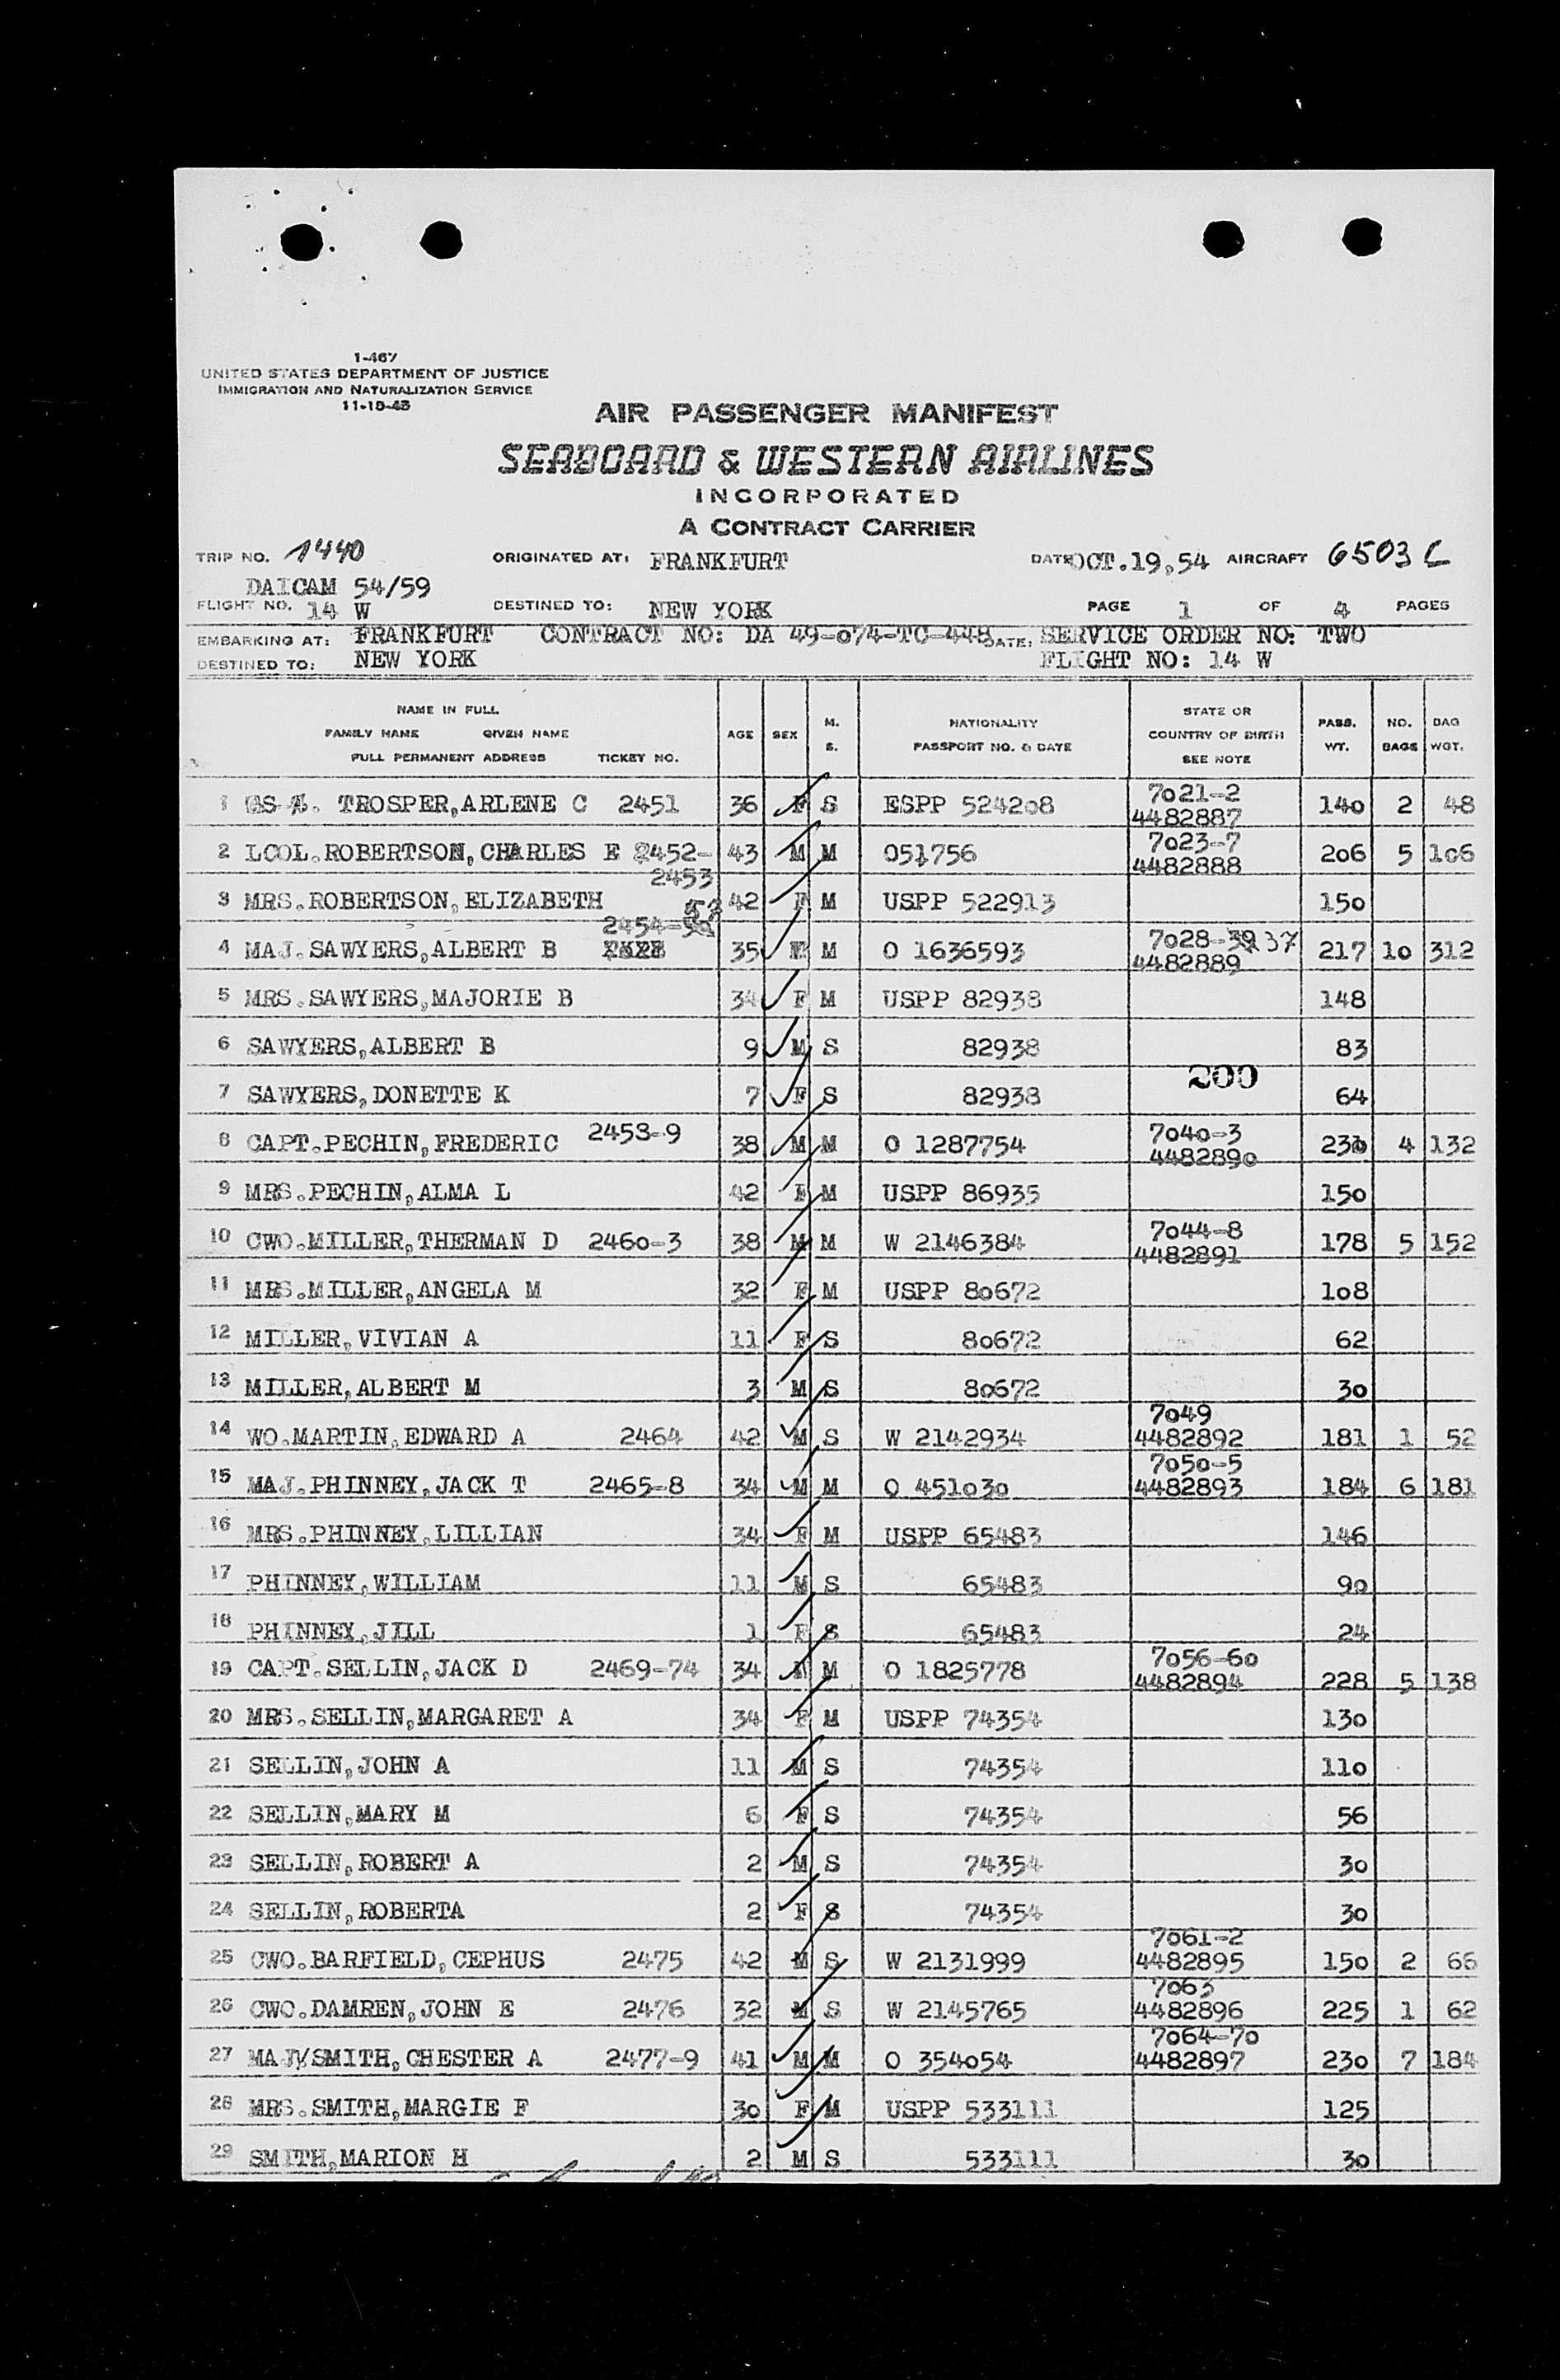 1-467
UNITED STATES DEPARTMENT OF JUSTICE
IMMIGRATION AND NATURALIZATION SERVICE
11-18-48
AIR PASSENGER MANIFEST
SEABOARD & WESTERN AIRLINES
INCORPORATED
A CONTRACT CARRIER
TRIP NO. 1440 ORIGINATED AT: FRANKFURT DATE OCT.19,54 AIRCRAFT 6503 C
DAICAM 54/59
FLIGHT NO. 14 W DESTINED TO: NEW YORK PAGE 1 OF 4 PAGES
EMBARKING AT: FRANKFURT CONTRACT NO: DA 49-074-TC-448 DATE: SERVICE ORDER NO: TWO
DESTINED TO: NEW YORK FLIGHT NO: 14 W
NAME IN FULL
FAMILY NAME GIVEN NAME
FULL PERMANENT ADDRESS TICKET NO.
AGE SEX M. S. NATIONALITY PASSPORT NO. & DATE STATE OR COUNTRY OF BIRTH SEE NOTE PASS. WT. NO. BAGS BAG WGT.
7021-2
1 TROSPER,ARLENE C 2451 36 F S ESPP 524208 4482887 140 2 48
7023-7
2 LCOL.ROBERTSON,CHARLES E 2452- 43 M M 051756 4482888 206 5 106
2453
3 MRS.ROBERTSON,ELIZABETH 42 F M USPP 522913 150
2454- 57
7028-39 37
4 MAJ.SAWYERS,ALBERT B 35 M O 1636593 4482889 217 10 312
5 MRS.SAWYERS,MAJORIE B 34 F M USPP 82938 148
6 SAWYERS,ALBERT B 9 M S 82938 83
200
7 SAWYERS,DONETTE K 7 F S 82938 64
2458-9 7040-3
8 CAPT.PECHIN,FREDERIC 38 M M O 1287754 4482890 230 4 132
9 MRS.PECHIN,ALMA L 42 F M USPP 86935 150
7044-8
10 CWO.MILLER,THERMAN D 2460-3 38 M M W 2146384 4482891 178 5 152
11 MRS.MILLER,ANGELA M 32 F M USPP 80672 108
12 MILLER,VIVIAN A 11 F S 80672 62
13 MILLER,ALBERT M 3 M S 80672 30
7049
14 WO.MARTIN,EDWARD A 2464 42 M S W 2142934 4482892 181 1 52
7050-5
15 MAJ.PHINNEY,JACK T 2465-8 34 M M O 451030 4482893 184 6 181
16 MRS.PHINNEY,LILLIAN 34 F M USPP 65483 146
17 PHINNEY,WILLIAM 11 M S 65483 90
18 PHINNEY,JILL 1 F S 65483 24
7056-60
19 CAPT.SELLIN,JACK D 2469-74 34 M M O 1825778 4482894 228 5 138
20 MRS.SELLIN,MARGARET A 34 F M USPP 74354 130
21 SELLIN,JOHN A 11 M S 74354 110
22 SELLIN,MARY M 6 F S 74354 56
23 SELLIN,ROBERT A 2 M S 74354 30
24 SELLIN,ROBERTA 2 F S 74354 30
7061-2
25 CWO.BARFIELD,CEPHUS 2475 42 M S W 2131999 4482895 150 2 66
7063
26 CWO.DAMREN,JOHN E 2476 32 M S W 2145765 4482896 225 1 62
7064-70
27 MAJ/SMITH,CHESTER A 2477-9 41 M M O 354054 4482897 230 7 184
28 MRS.SMITH,MARGIE F 30 F M USPP 533111 125
29 SMITH,MARION H 2 M S 533111 30